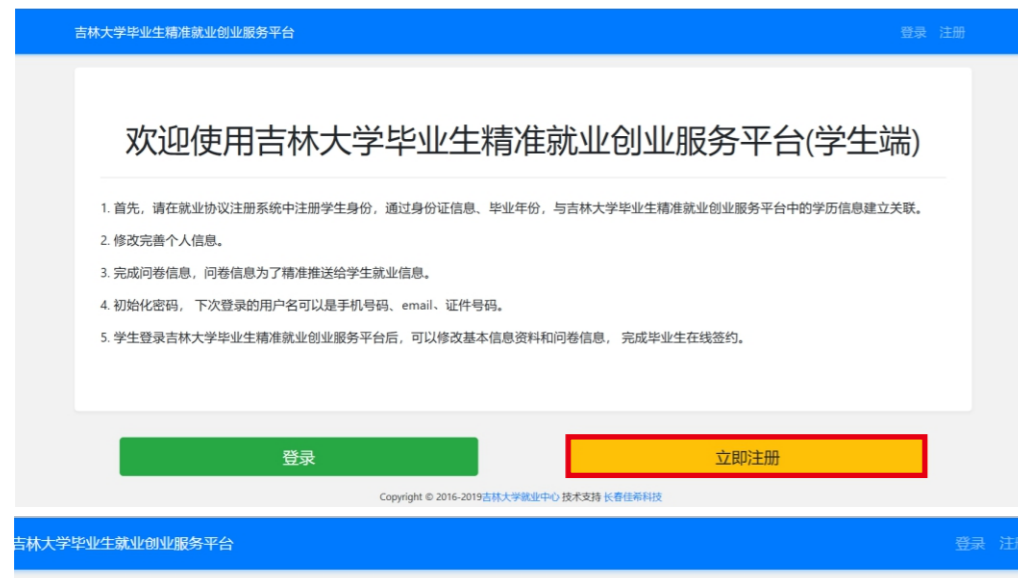 吉林大学毕业生精准就业创业服务平台 登录 注册
欢迎使用吉林大学毕业生精准就业创业服务平台(学生端)
1. 首先，请在就业协议注册系统中注册学生身份，通过身份证信息、毕业年份，与吉林大学毕业生精准就业创业服务平台中的学历信息建立关联。
2. 修改完善个人信息。
3. 完成问卷信息，问卷信息为了精准推送给学生就业信息。
4. 初始化密码， 下次登录的用户名可以是手机号码、email、证件号码。
5. 学生登录吉林大学毕业生精准就业创业服务平台后，可以修改基本信息资料和问卷信息， 完成毕业生在线签约。
登录 立即注册
Copyright © 2016-2019吉林大学就业中心 技术支持 长春佳希科技
吉林大学毕业生就业创业服务平台 登录 注册